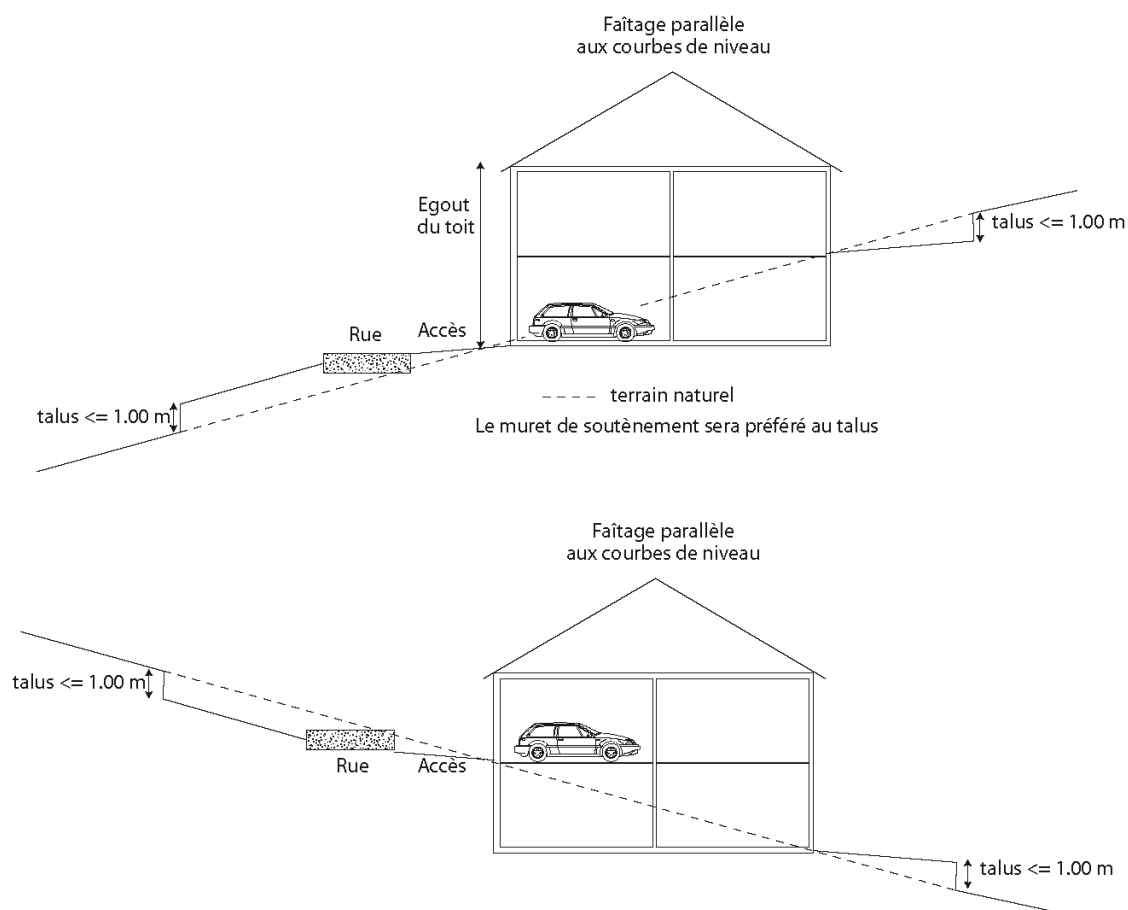 Faîtage parallèle
aux courbes de niveau
Egout
du toit
talus <= 1.00 m
Rue
Accès
talus <= 1.00 m
terrain naturel
Le muret de soutènement sera préféré au talus
Faîtage parallèle
aux courbes de niveau
talus <= 1.00 m
Rue
Accès
talus <= 1.00 m